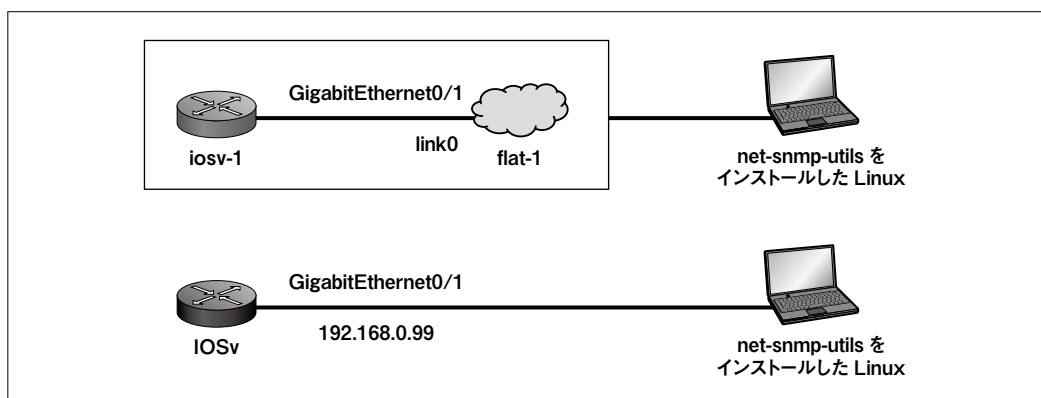 GigabitEthernet0/1
link0
iosv-1
flat-1
net-snmp-utils を
インストールした Linux
GigabitEthernet0/1
192.168.0.99
IOSv
net-snmp-utils を
インストールした Linux